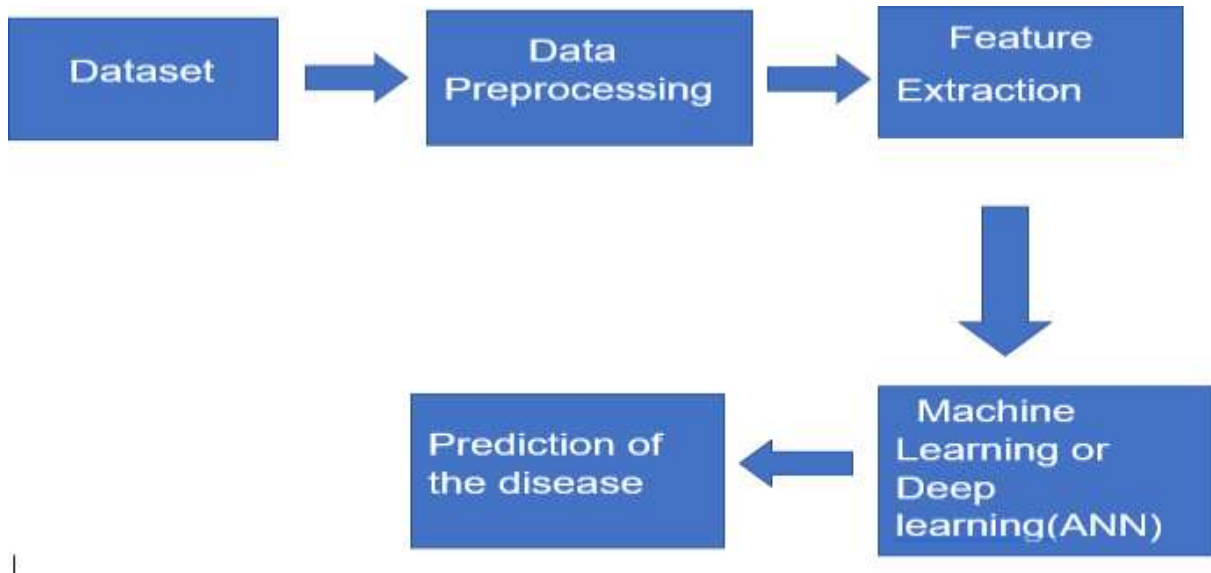 Dataset
Data
Preprocessing
Feature
Extraction
Machine
Learning or
Deep
learning(ANN)
Prediction of
the disease